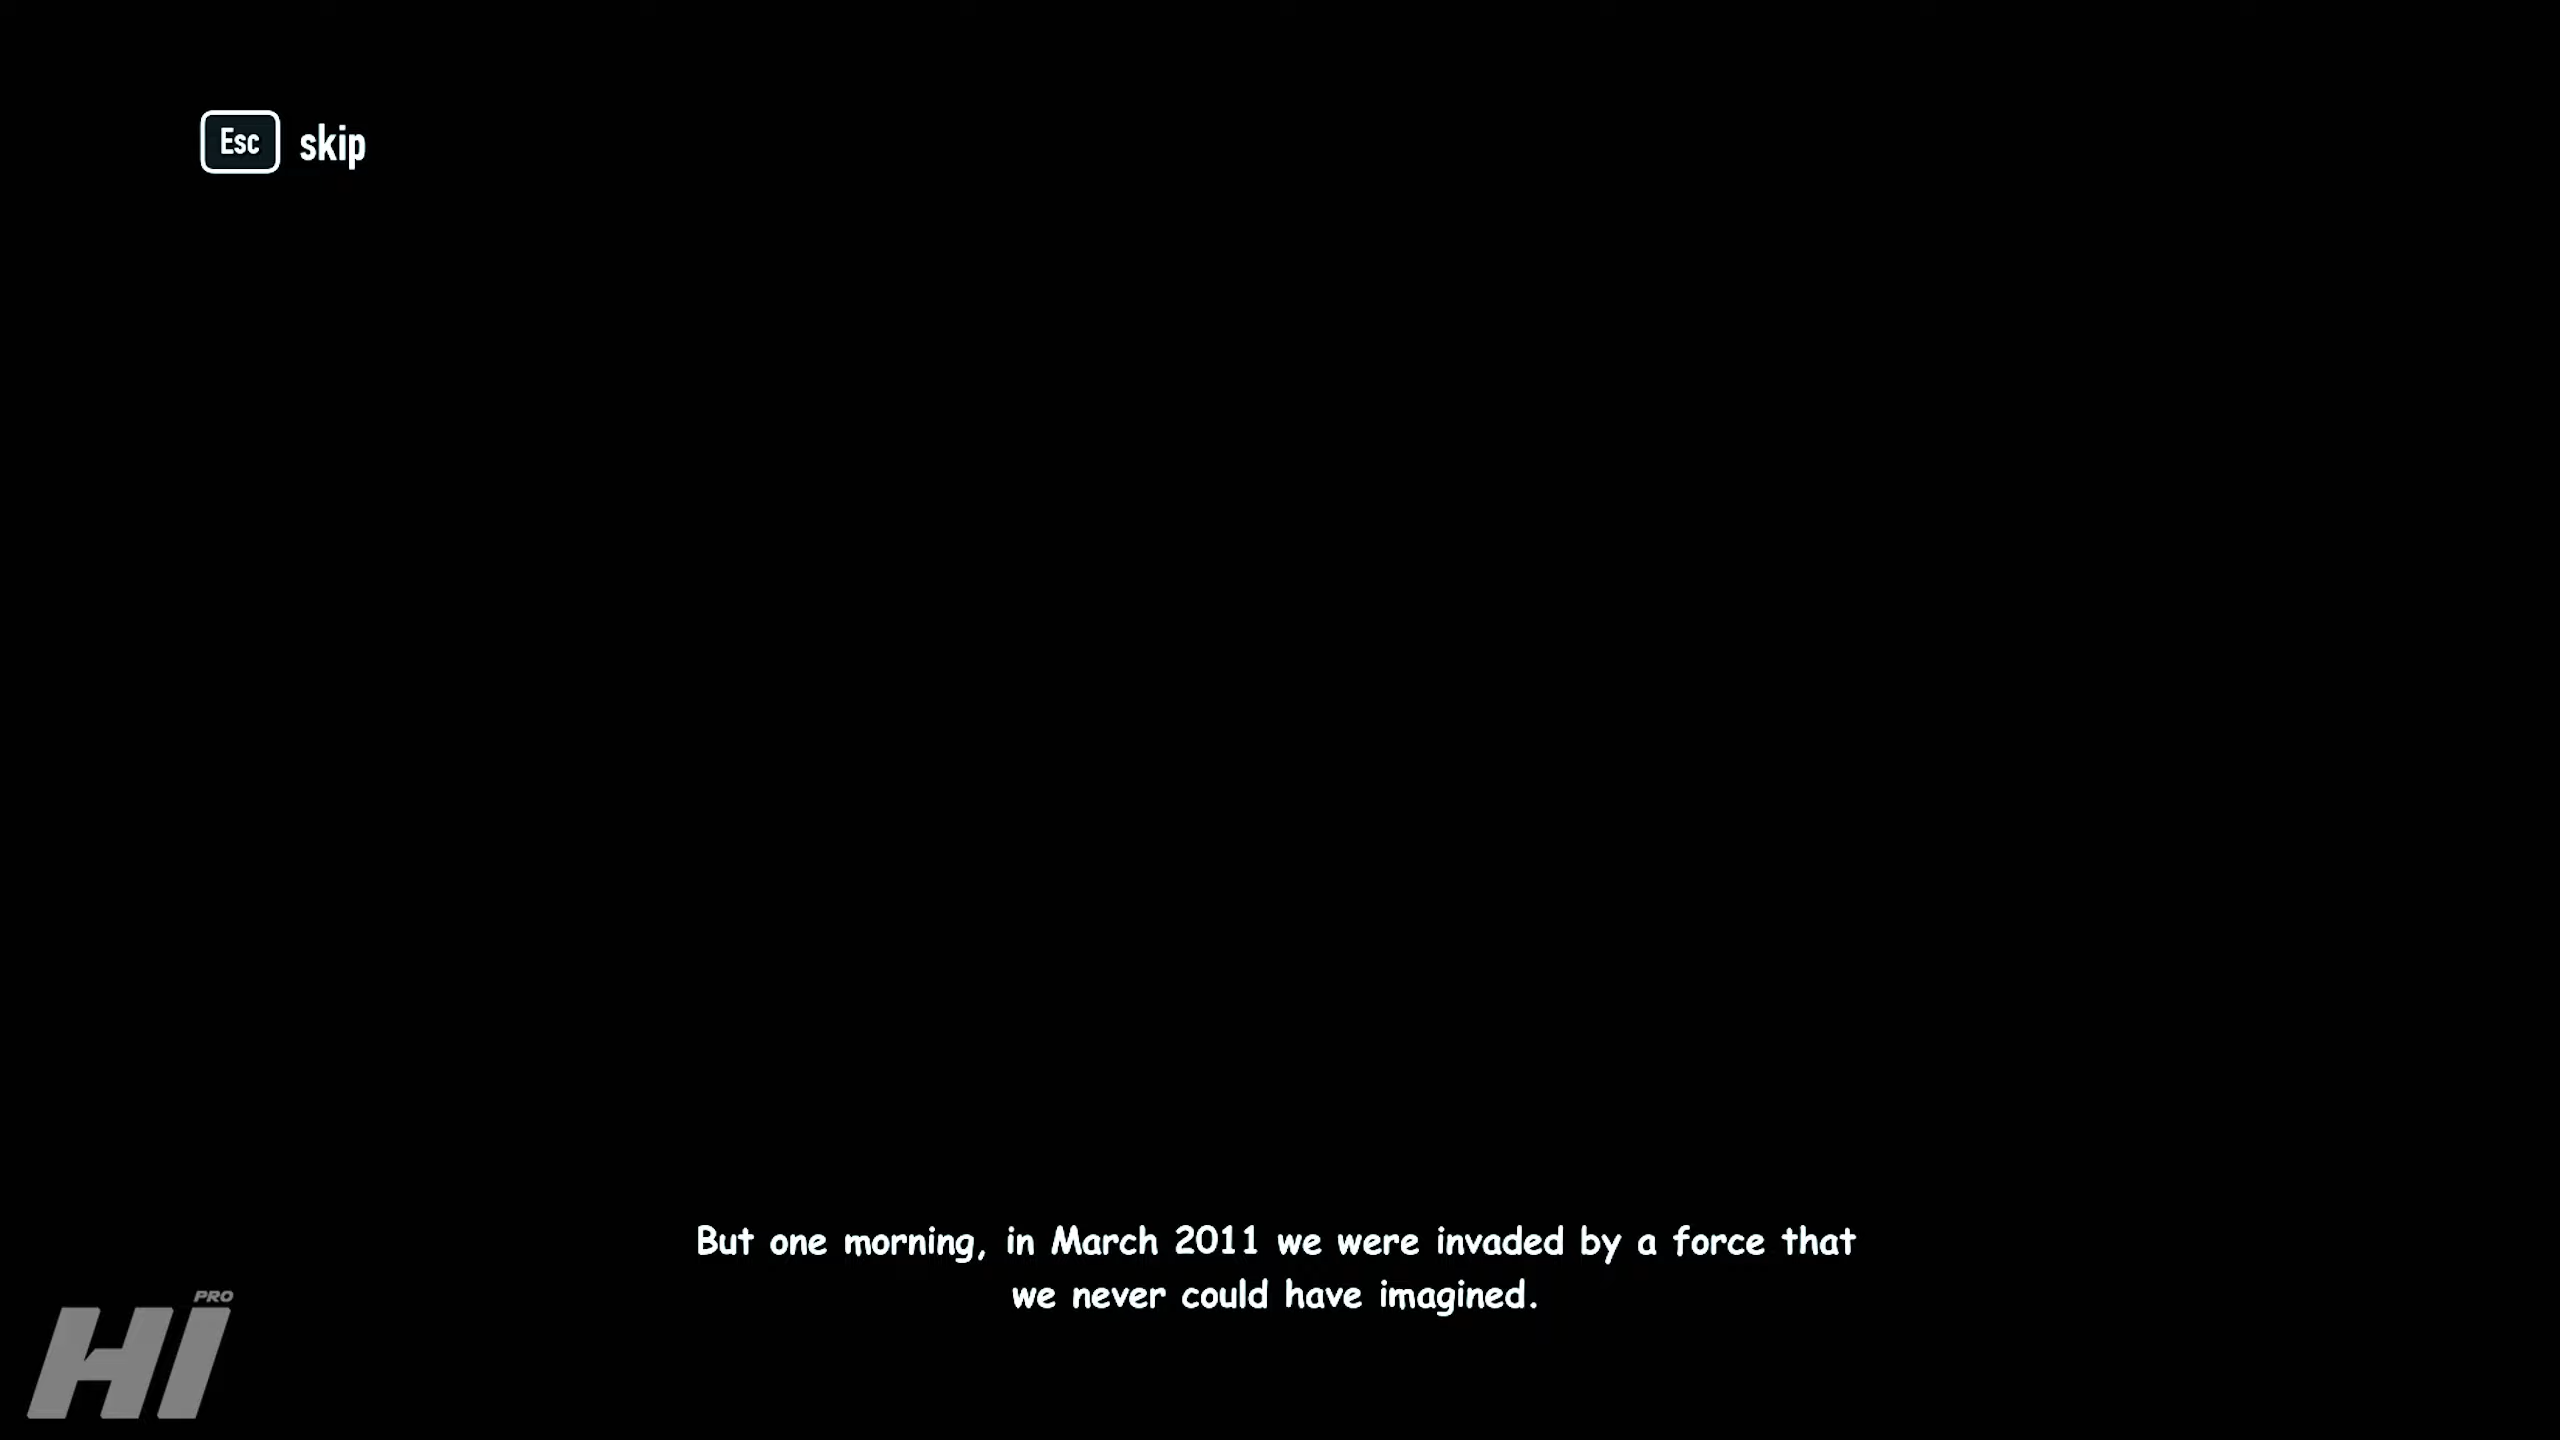 Esc skip
But one morning, in March 2011 we were invaded by a force that
we never could have imagined.
PRO
Hi